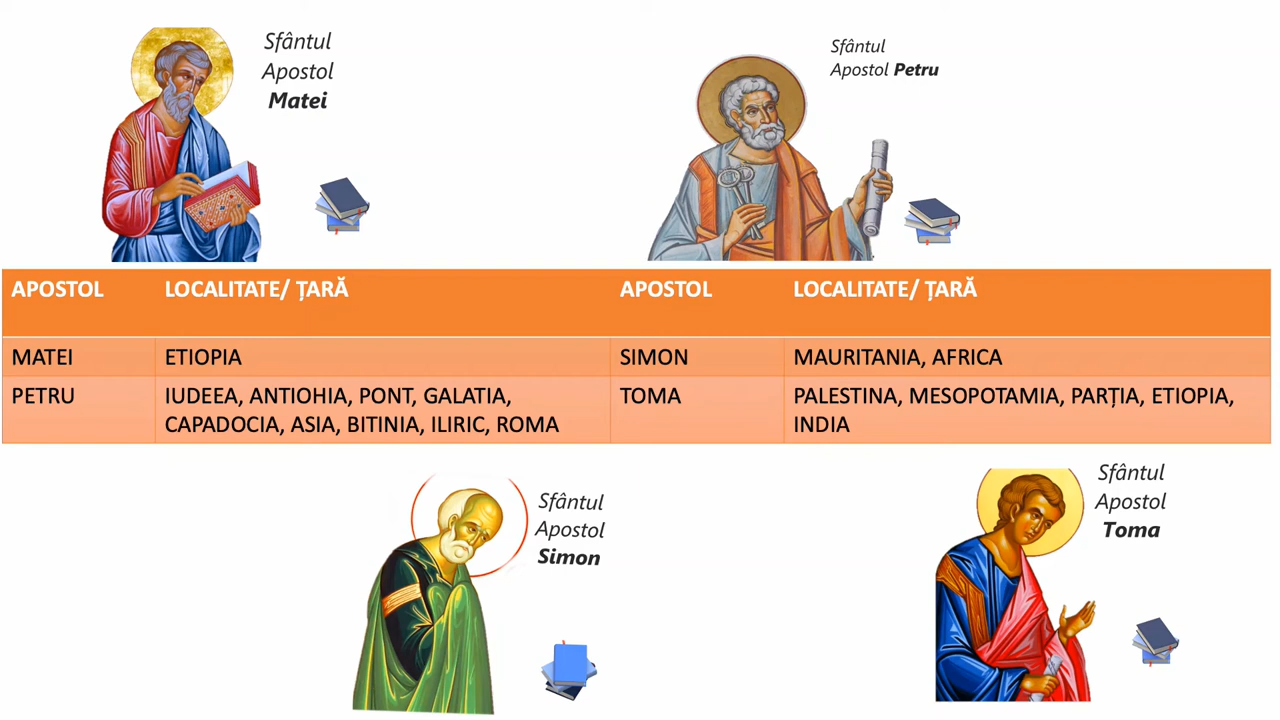 Sfântul
Apostol
Matei
Sfântul
Apostol Petru
APOSTOL LOCALITATE/ ȚARĂ APOSTOL LOCALITATE/ ȚARĂ
MATEI ETIOPIA SIMON MAURITANIA, AFRICA
PETRU IUDEEA, ANTIOHIA, PONT, GALATIA, TOMA PALESTINA, MESOPOTAMIA, PARȚIA, ETIOPIA,
CAPADOCIA, ASIA, BITINIA, ILIRIC, ROMA INDIA
Sfântul
Apostol
Simon
Sfântul
Apostol
Toma